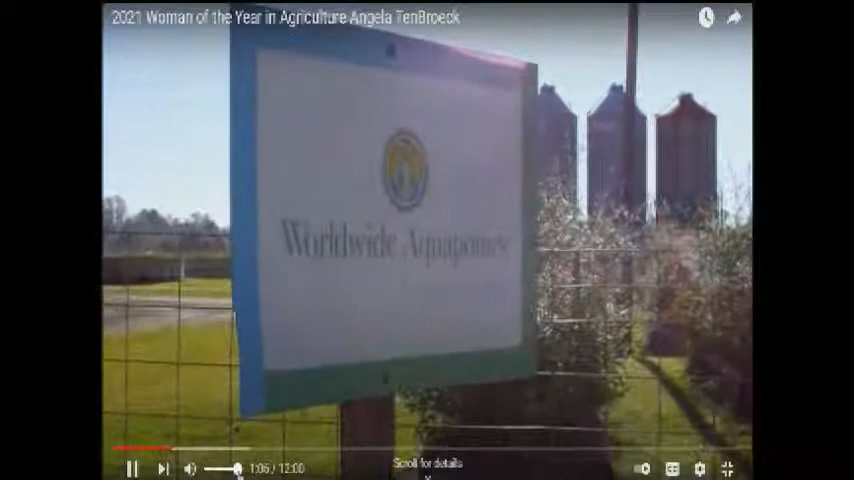 2021 Woman of the Year in Agriculture Angela TenBroeck
Worldwide Aquaponics
1:06 / 12:00
Scroll for details